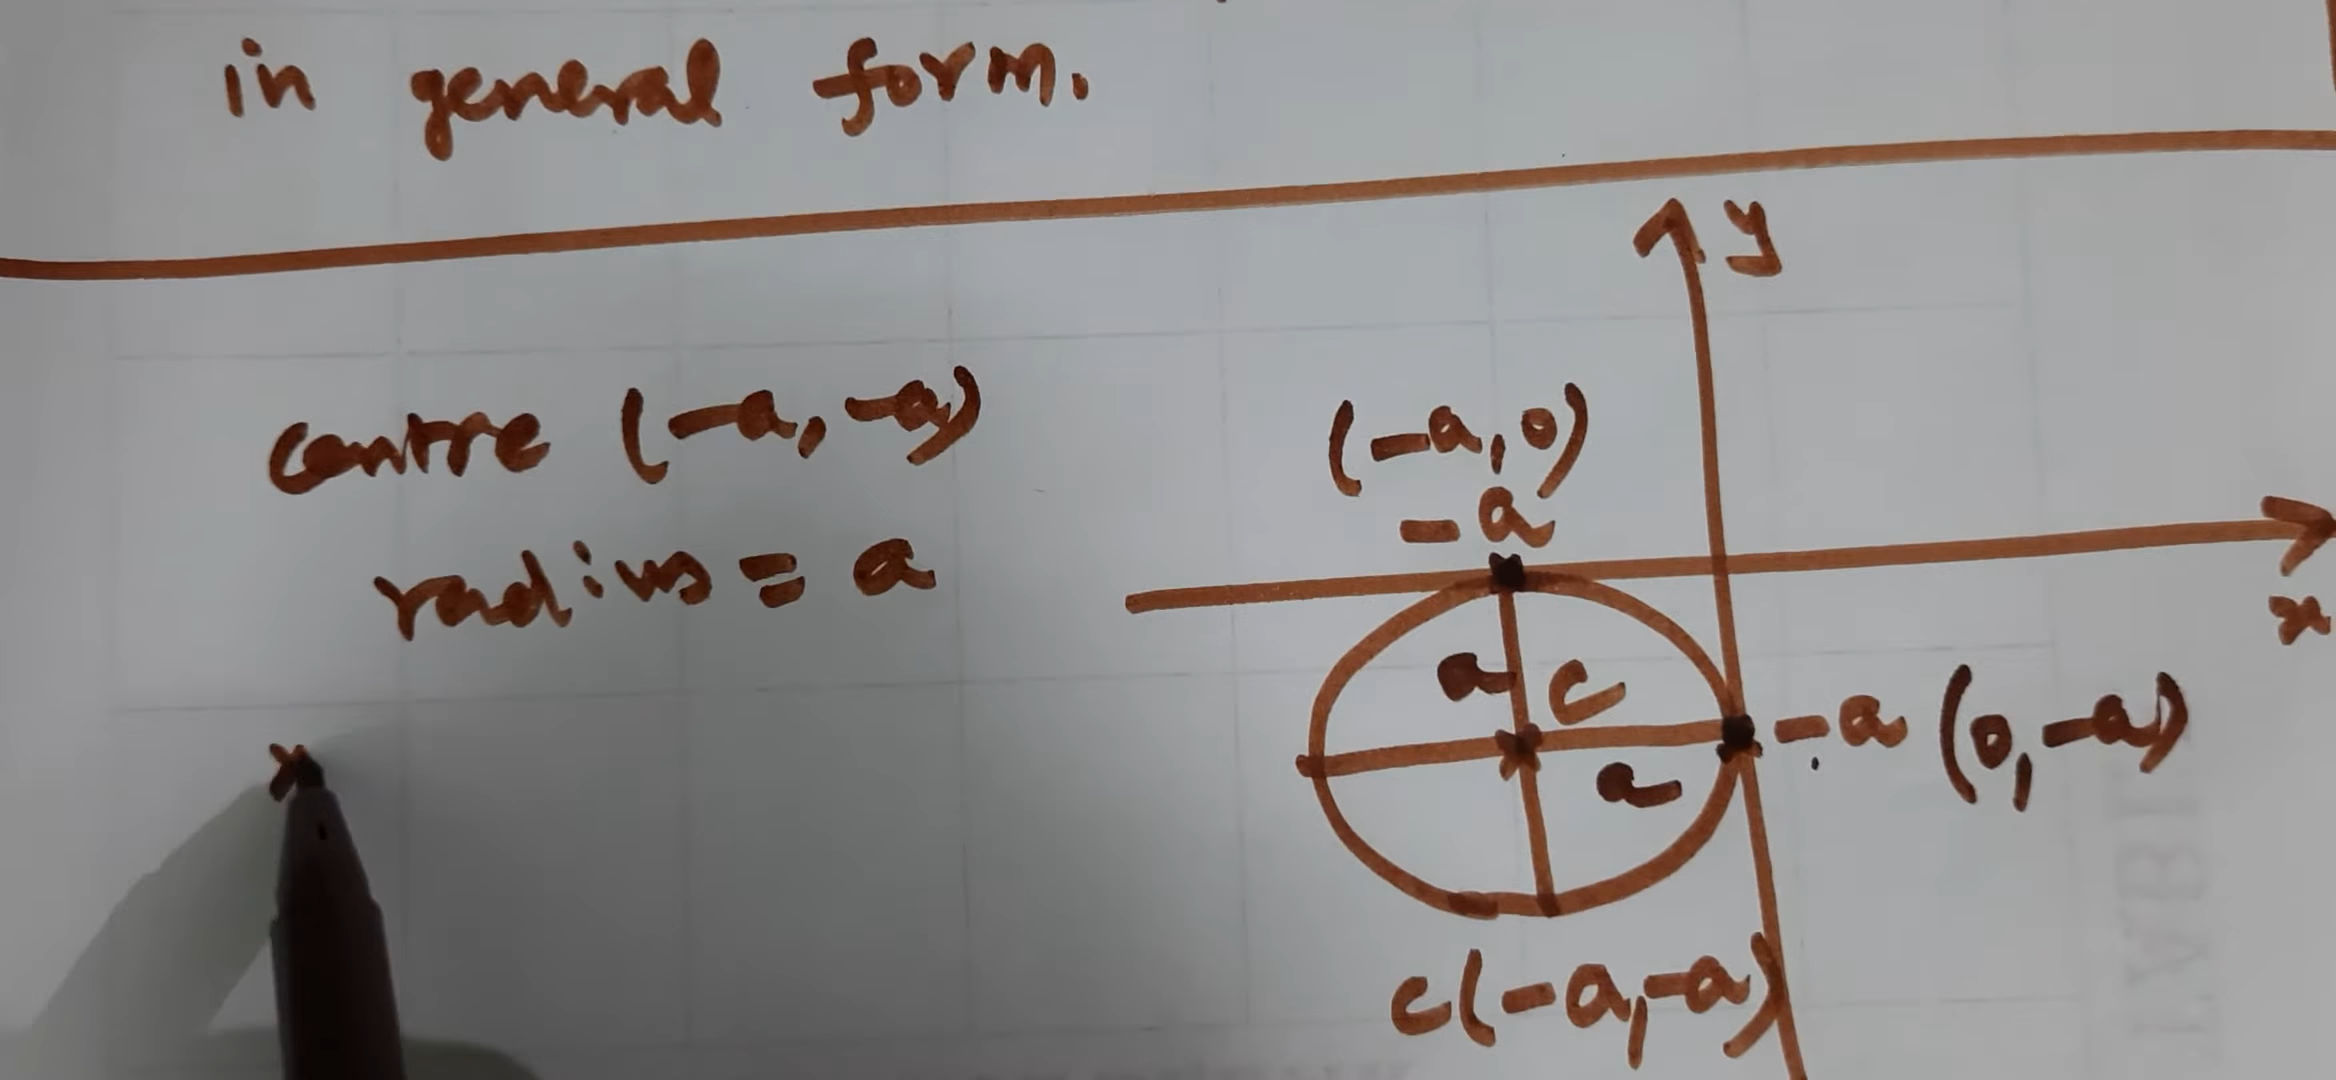 in general form.
y
centre (-a, -a)
(-a, 0)
-a
radius = a
x
a
c
-a (0, -a)
a
x
c(-a, -a)